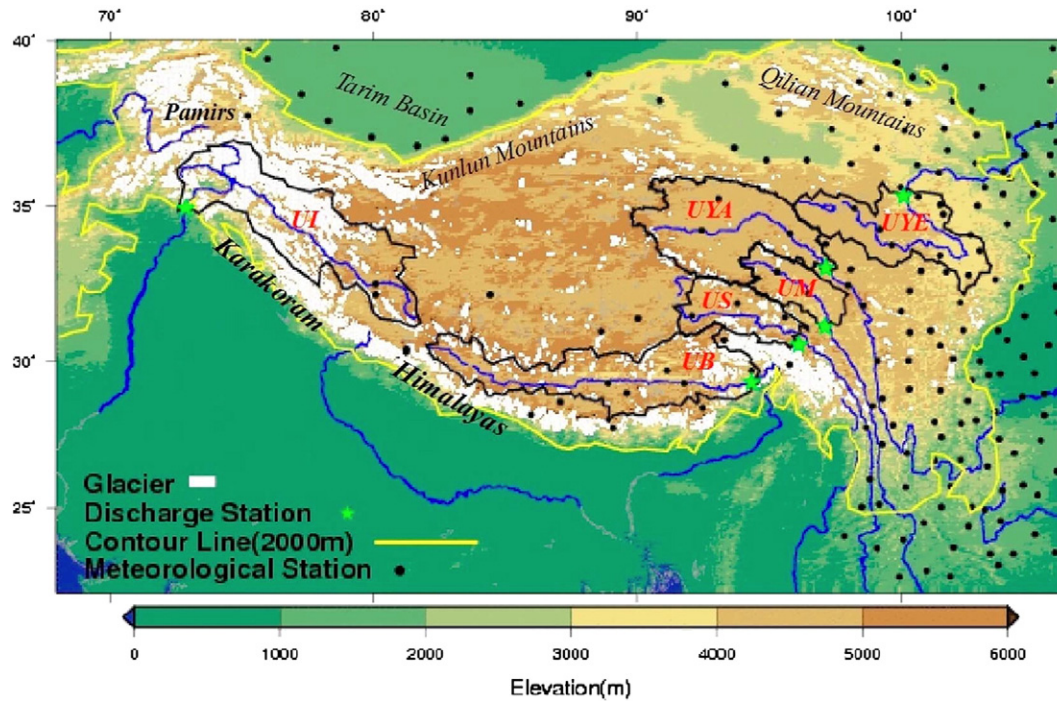 70°
80°
90°
100°
40°
35°
30°
25°
Tarim Basin
Qilian Mountains
Pamirs
Kunlun Mountains
UI
UYA
UYE
Karakoram
US
UM
UB
Himalayas
Glacier
Discharge Station
Contour Line(2000m)
Meteorological Station
0
1000
2000
3000
4000
5000
6000
Elevation(m)